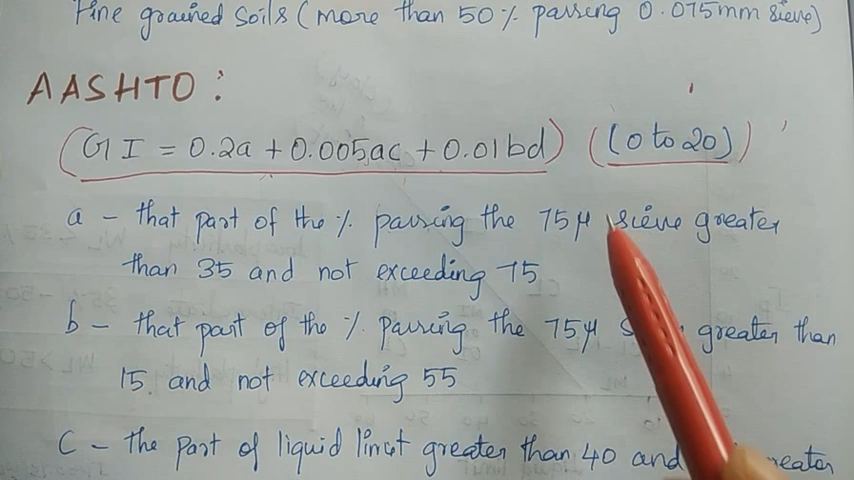 Fine grained soils (more than 50% passing 0.075mm sieve)
AASHTO:
(GI = 0.2a + 0.005ac + 0.01bd) ((0 to 20))
a - that part of the % passing the 75μ sieve greater
than 35 and not exceeding 75
b - that part of the % passing the 75μ greater than
15 and not exceeding 55
C - the part of liquid limit greater than 40 and